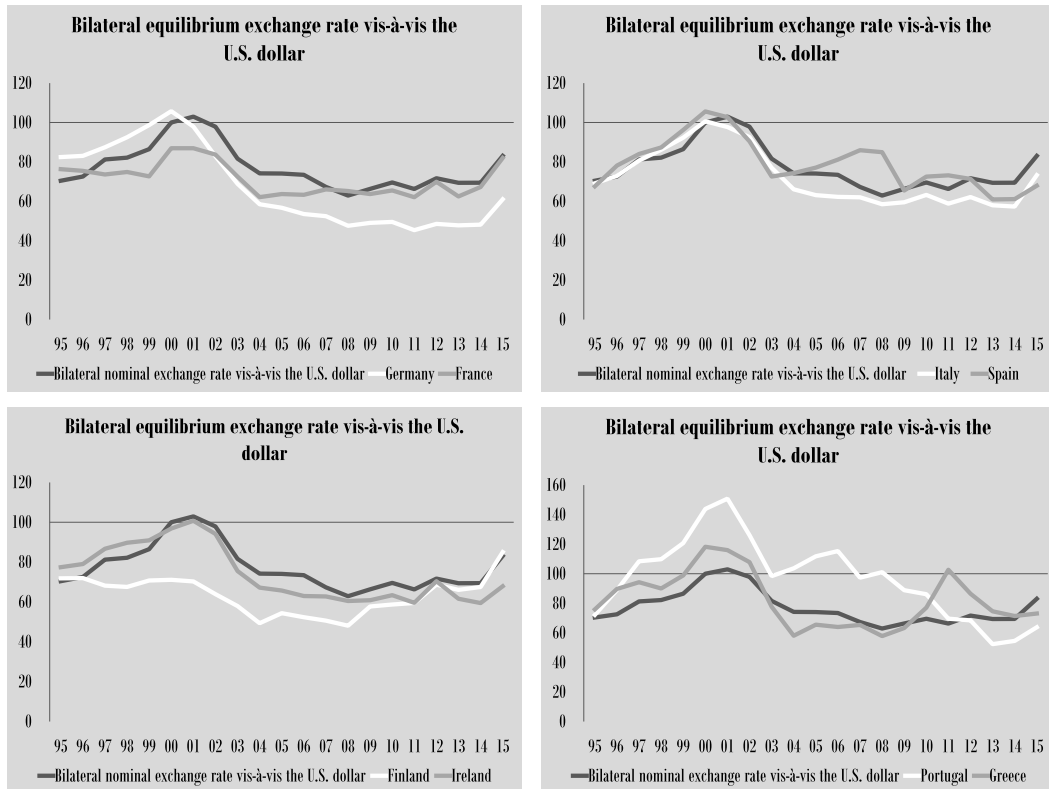 Bilateral equilibrium exchange rate vis-à-vis the
U.S. dollar
120
100
80
60
40
20
0
95 96 97 98 99 00 01 02 03 04 05 06 07 08 09 10 11 12 13 14 15
Bilateral nominal exchange rate vis-à-vis the U.S. dollar Germany France
Bilateral equilibrium exchange rate vis-à-vis the
U.S. dollar
120
100
80
60
40
20
0
95 96 97 98 99 00 01 02 03 04 05 06 07 08 09 10 11 12 13 14 15
Bilateral nominal exchange rate vis-à-vis the U.S. dollar Italy Spain
Bilateral equilibrium exchange rate vis-à-vis the U.S.
dollar
120
100
80
60
40
20
0
95 96 97 98 99 00 01 02 03 04 05 06 07 08 09 10 11 12 13 14 15
Bilateral nominal exchange rate vis-à-vis the U.S. dollar Finland Ireland
Bilateral equilibrium exchange rate vis-à-vis the
U.S. dollar
160
140
120
100
80
60
40
20
0
95 96 97 98 99 00 01 02 03 04 05 06 07 08 09 10 11 12 13 14 15
Bilateral nominal exchange rate vis-à-vis the U.S. dollar Portugal Greece